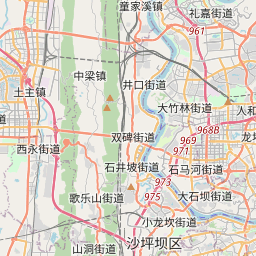 童家溪镇
礼嘉街道
961
中梁镇
井口街道
土主镇
大竹林街道
人和
968B
双碑街道
969
龙
西永街道
971
石井坡街道
石马河街道
973
975
大石坝街道
歌乐山街道
小龙坎街道
山洞街道
沙坪坝区